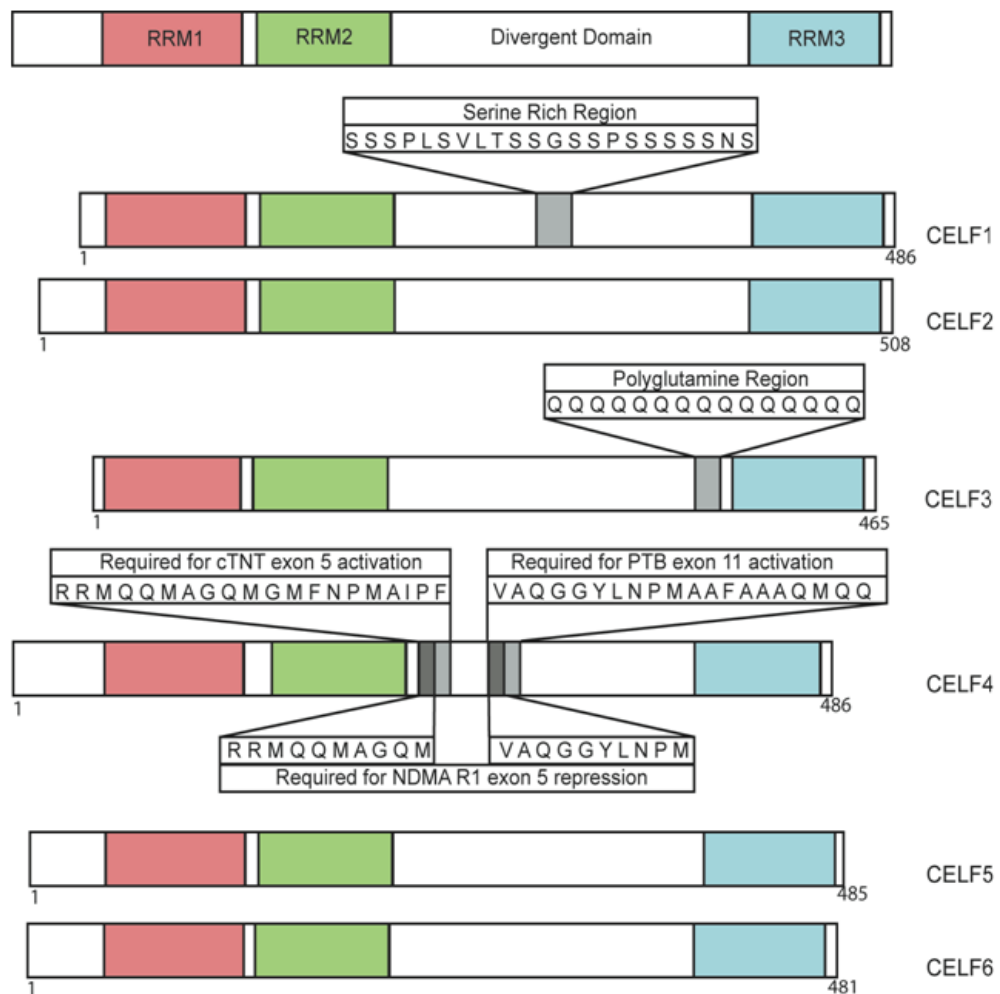 RRM1 RRM2 Divergent Domain RRM3
Serine Rich Region
S S S P L S V L T S S G S S P S S S S S N S
CELF1
1 486
CELF2
1 508
Polyglutamine Region
Q Q Q Q Q Q Q Q Q Q Q Q Q Q Q
CELF3
1 465
Required for cTNT exon 5 activation Required for PTB exon 11 activation
R R M Q Q M A G Q M G M F N P M A I P F V A Q G G Y L N P M A A F A A A Q M Q Q
CELF4
1 486
R R M Q Q M A G Q M V A Q G G Y L N P M
Required for NDMA R1 exon 5 repression
CELF5
1 485
CELF6
1 481